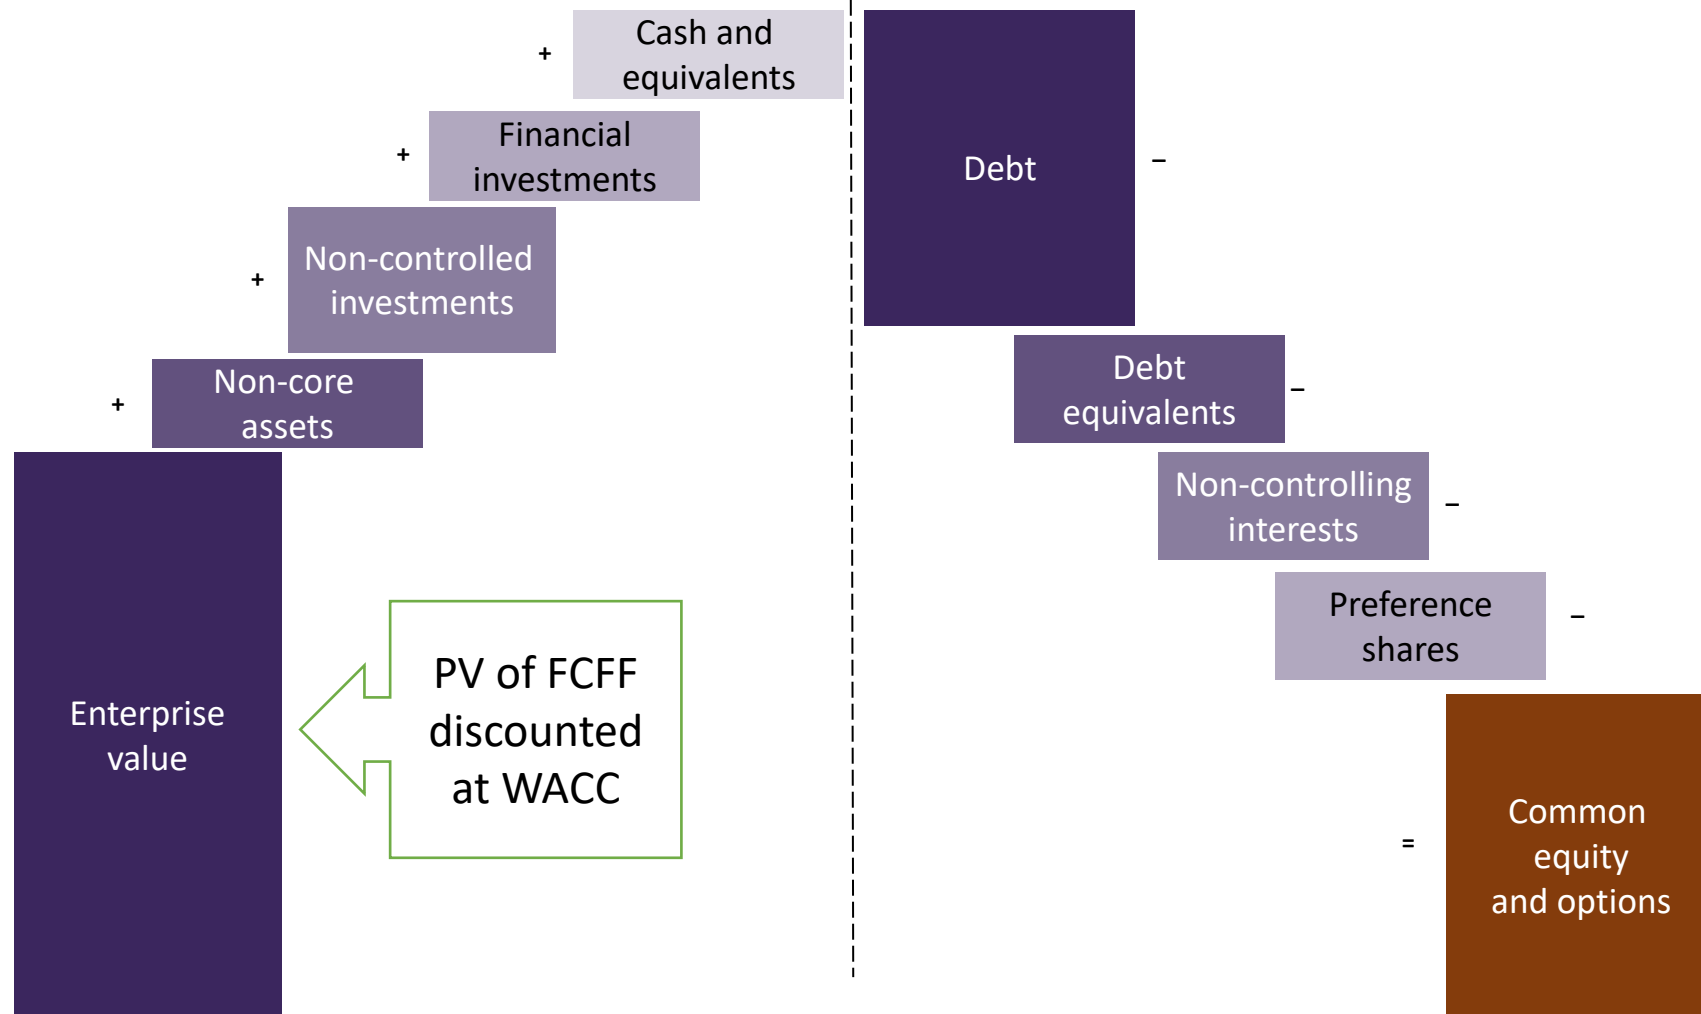 +
Cash and
equivalents
+
Financial
investments
+
Non-controlled
investments
+
Non-core
assets
Enterprise
value
PV of FCFF
discounted
at WACC
Debt
–
Debt
equivalents
–
Non-controlling
interests
–
Preference
shares
–
=
Common
equity
and options